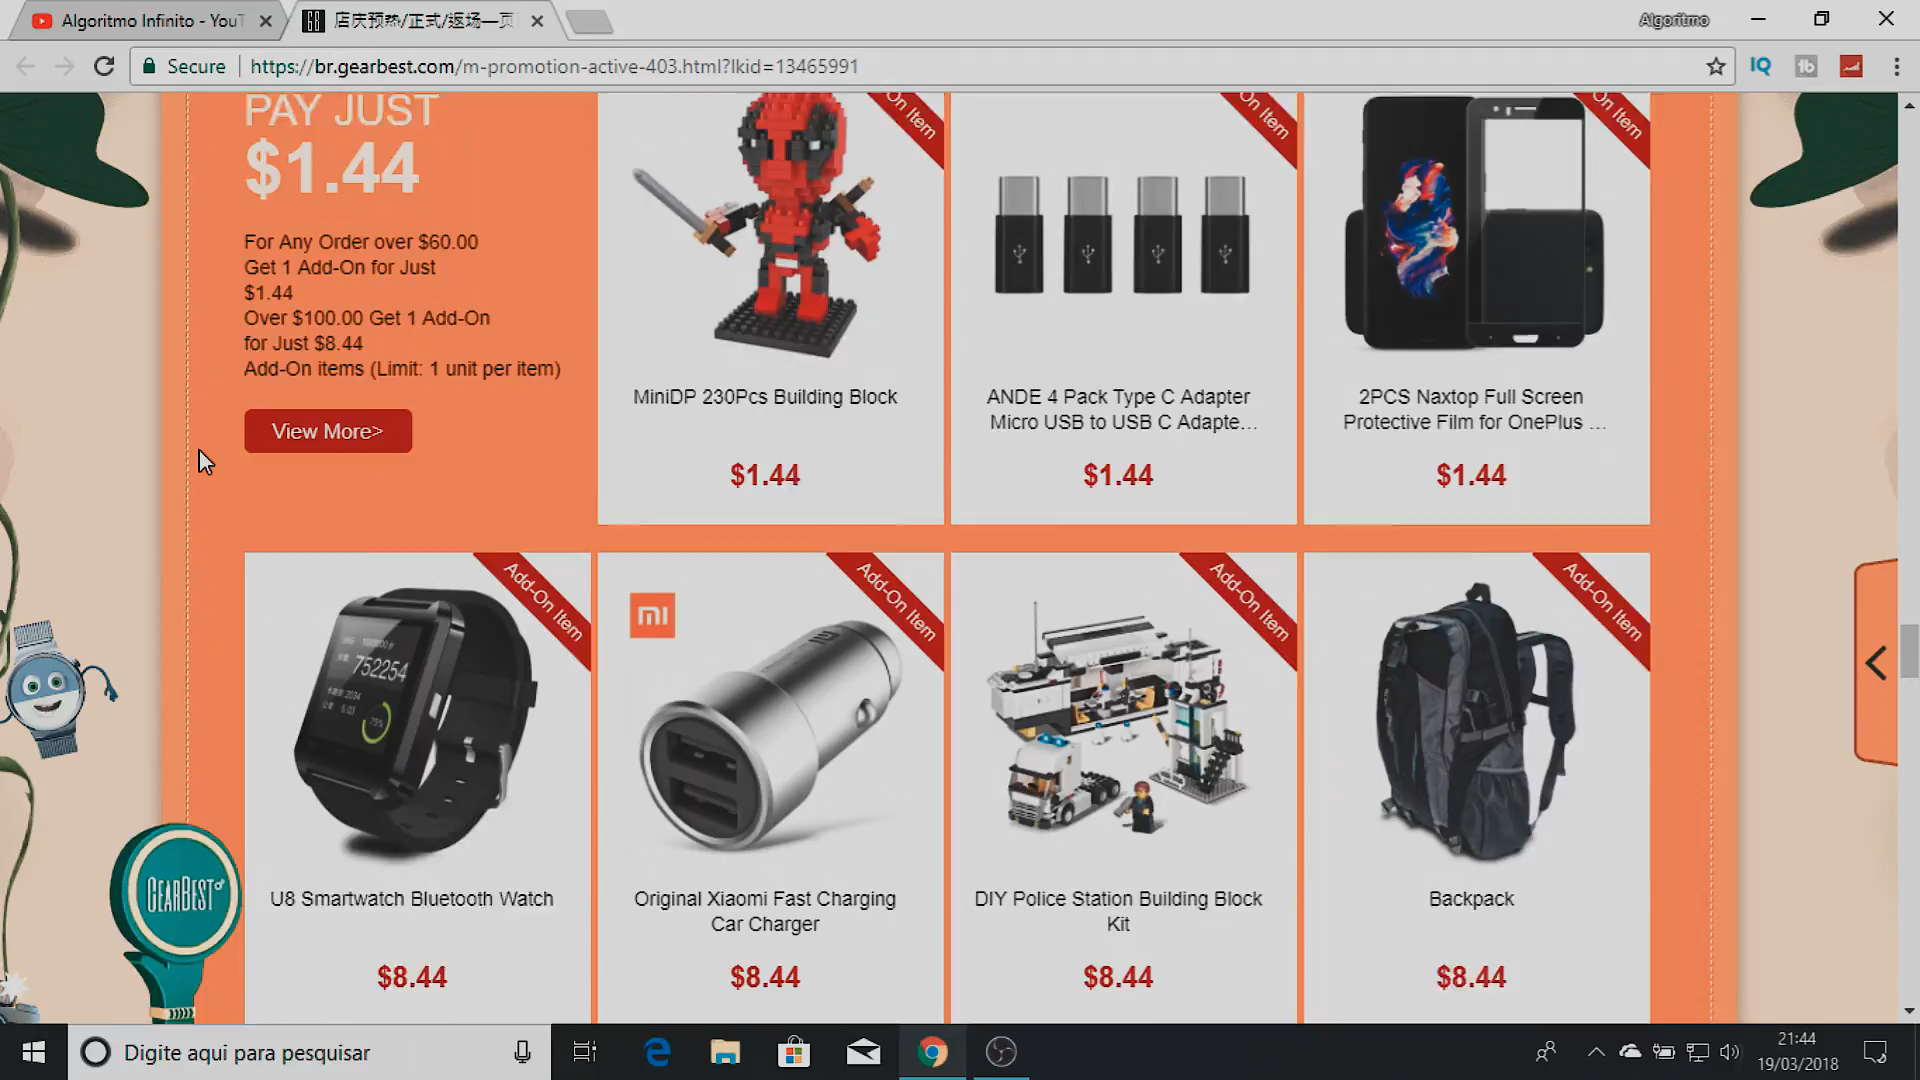 Algoritmo Infinito - YouT
店庆预热/正式/返场—页
Algoritmo
Secure
https://br.gearbest.com/m-promotion-active-403.html?lkid=13465991
IQ
tb
PAY JUST
$1.44
For Any Order over $60.00
Get 1 Add-On for Just
$1.44
Over $100.00 Get 1 Add-On
for Just $8.44
Add-On items (Limit: 1 unit per item)
View More>
On Item
MiniDP 230Pcs Building Block
$1.44
On Item
ANDE 4 Pack Type C Adapter
Micro USB to USB C Adapte...
$1.44
On Item
2PCS Naxtop Full Screen
Protective Film for OnePlus ...
$1.44
Add-On Item
752254
75%
U8 Smartwatch Bluetooth Watch
$8.44
Add-On Item
mi
Original Xiaomi Fast Charging
Car Charger
$8.44
Add-On Item
DIY Police Station Building Block
Kit
$8.44
Add-On Item
Backpack
$8.44
GEARBEST
Digite aqui para pesquisar
21:44
19/03/2018